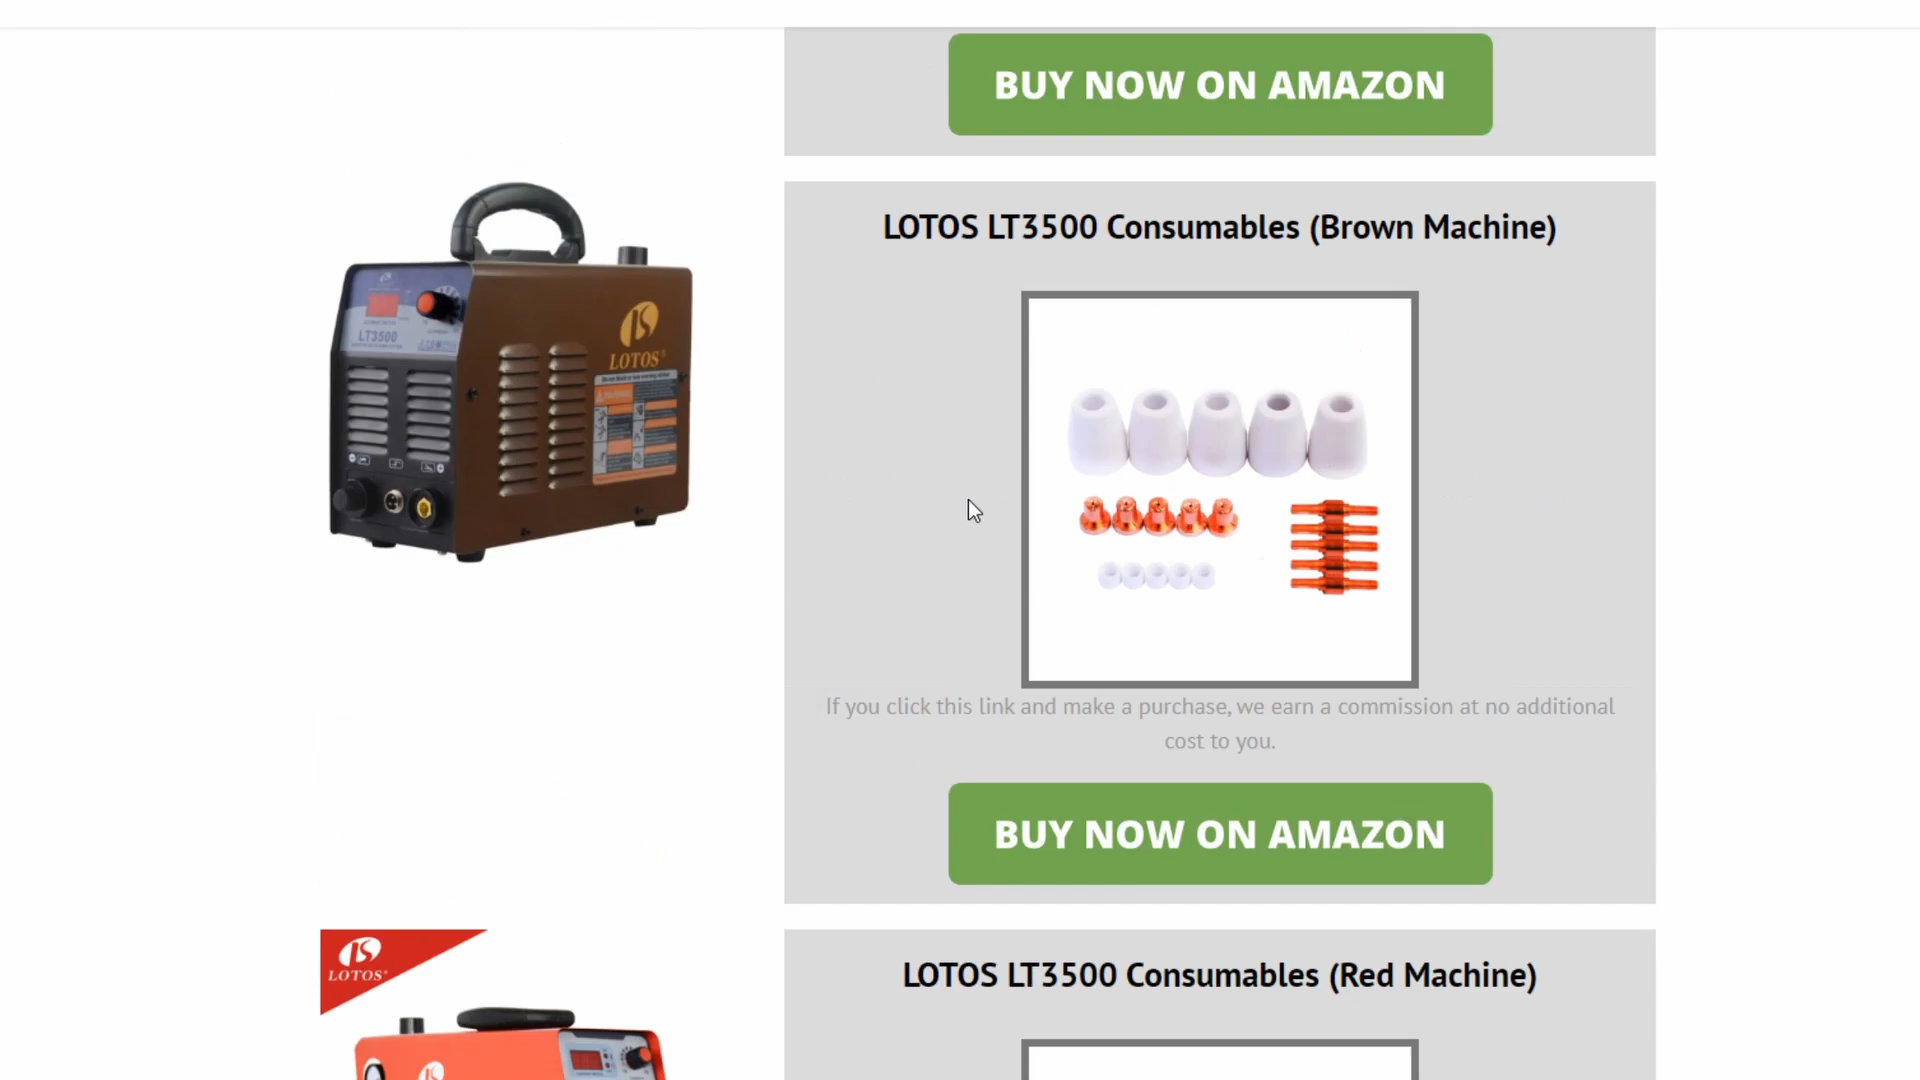 BUY NOW ON AMAZON
LOTOS LT3500 Consumables (Brown Machine)
LT3500
LOTOS
If you click this link and make a purchase, we earn a commission at no additional
cost to you.
BUY NOW ON AMAZON
LOTOS
LOTOS LT3500 Consumables (Red Machine)